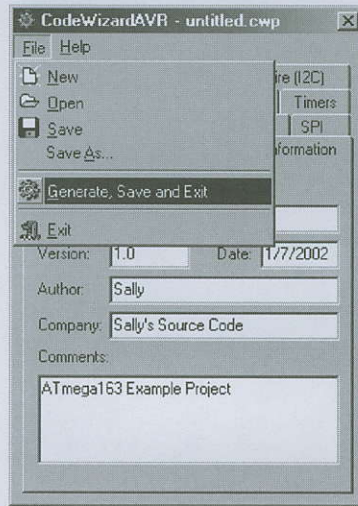 CodeWizardAVR - untitled.cwp
File Help
New
Open
Save
Save As...
Generate, Save and Exit
Exit
ire (I2C)
Timers
SPI
formation
Version: 1.0 Date: 1/7/2002
Author: Sally
Company: Sally's Source Code
Comments:
ATmega163 Example Project